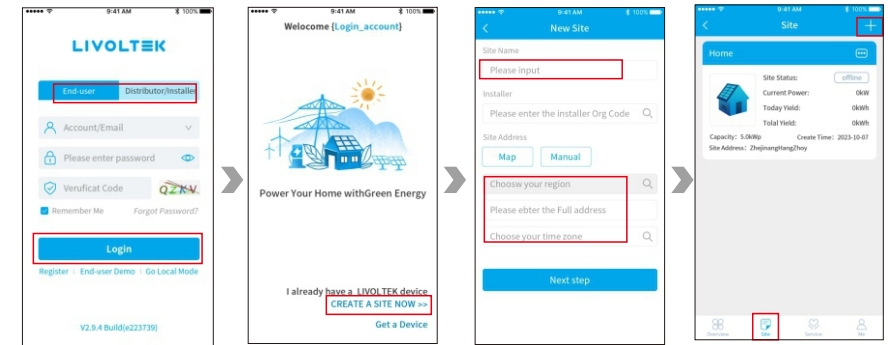 9:41 AM
100%
LIVOLTEK
End-user
Distributor/Installer
Account/Email
Please enter password
Veruficat Code
QZKV
Remember Me
Forgot Password?
Login
Register | End-user Demo | Go Local Mode
V2.9.4 Build(e223739)
9:41 AM
100%
Welcome {Login_account}
Power Your Home withGreen Energy
I already have a LIVOLTEK device
CREATE A SITE NOW >>
Get a Device
9:41 AM
100%
New Site
Site Name
Please input
Installer
Please enter the installer Org Code
Site Address
Map
Manual
Choosw your region
Please ebter the Full address
Choose your time zone
Next step
9:41 AM
100%
Site
Home
Site Status:
offline
Current Power:
0kW
Today Yield:
0kWh
Total Yield:
0kWh
Capacity: 5.0kWp
Create Time: 2023-10-07
Site Address: ZhejinangHangZhoy
Overview
Site
Service
Me